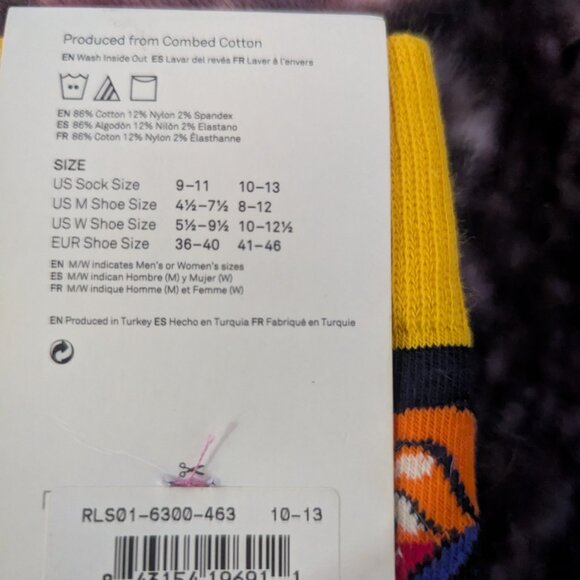 Produced from Combed Cotton
EN Wash Inside Out ES Lavar del revés FR Laver à l'envers
EN 86% Cotton 12% Nylon 2% Spandex
ES 86% Algodón 12% Nilón 2% Elastano
FR 86% Coton 12% Nylon 2% Élasthanne
SIZE
US Sock Size 9–11 10–13
US M Shoe Size 4½–7½ 8–12
US W Shoe Size 5½–9½ 10–12½
EUR Shoe Size 36–40 41–46
EN M/W indicates Men's or Women's sizes
ES M/W indican Hombre (M) y Mujer (W)
FR M/W indique Homme (M) et Femme (W)
EN Produced in Turkey ES Hecho en Turquia FR Fabriqué en Turquie
RLS01-6300-463 10-13